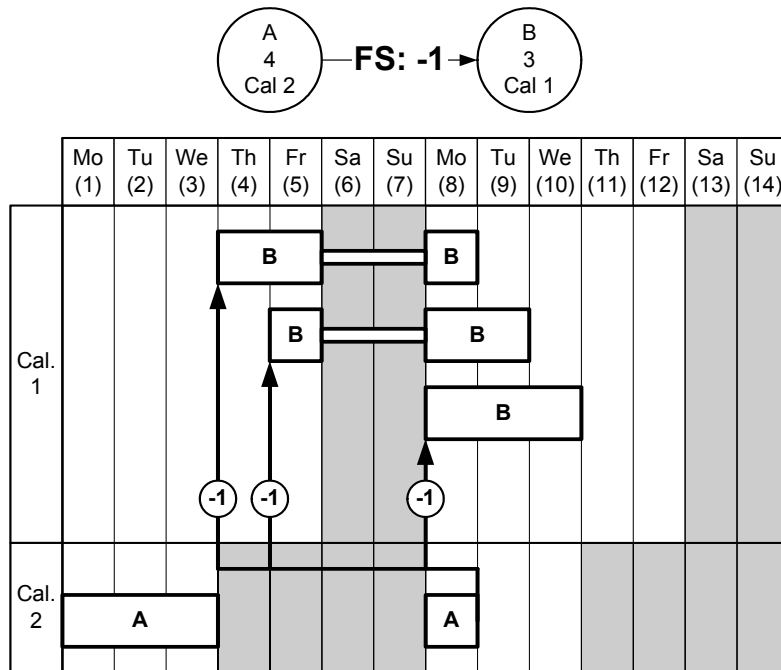 A
4
Cal 2
FS: -1
B
3
Cal 1
Mo Tu We Th Fr Sa Su Mo Tu We Th Fr Sa Su
(1) (2) (3) (4) (5) (6) (7) (8) (9) (10) (11) (12) (13) (14)
Cal.
1
B B
B B
B
-1 -1 -1
Cal.
2
A A